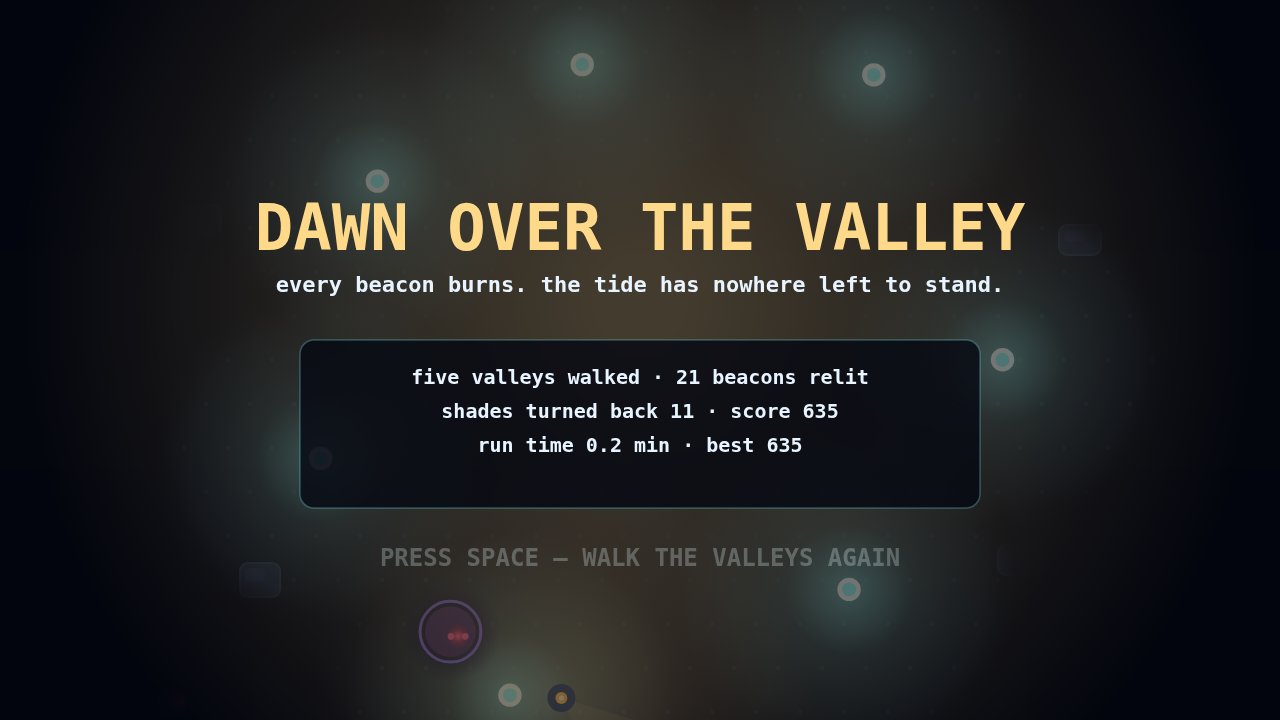 DAWN OVER THE VALLEY
every beacon burns. the tide has nowhere left to stand.
five valleys walked · 21 beacons relit
shades turned back 11 · score 635
run time 0.2 min · best 635
PRESS SPACE — WALK THE VALLEYS AGAIN